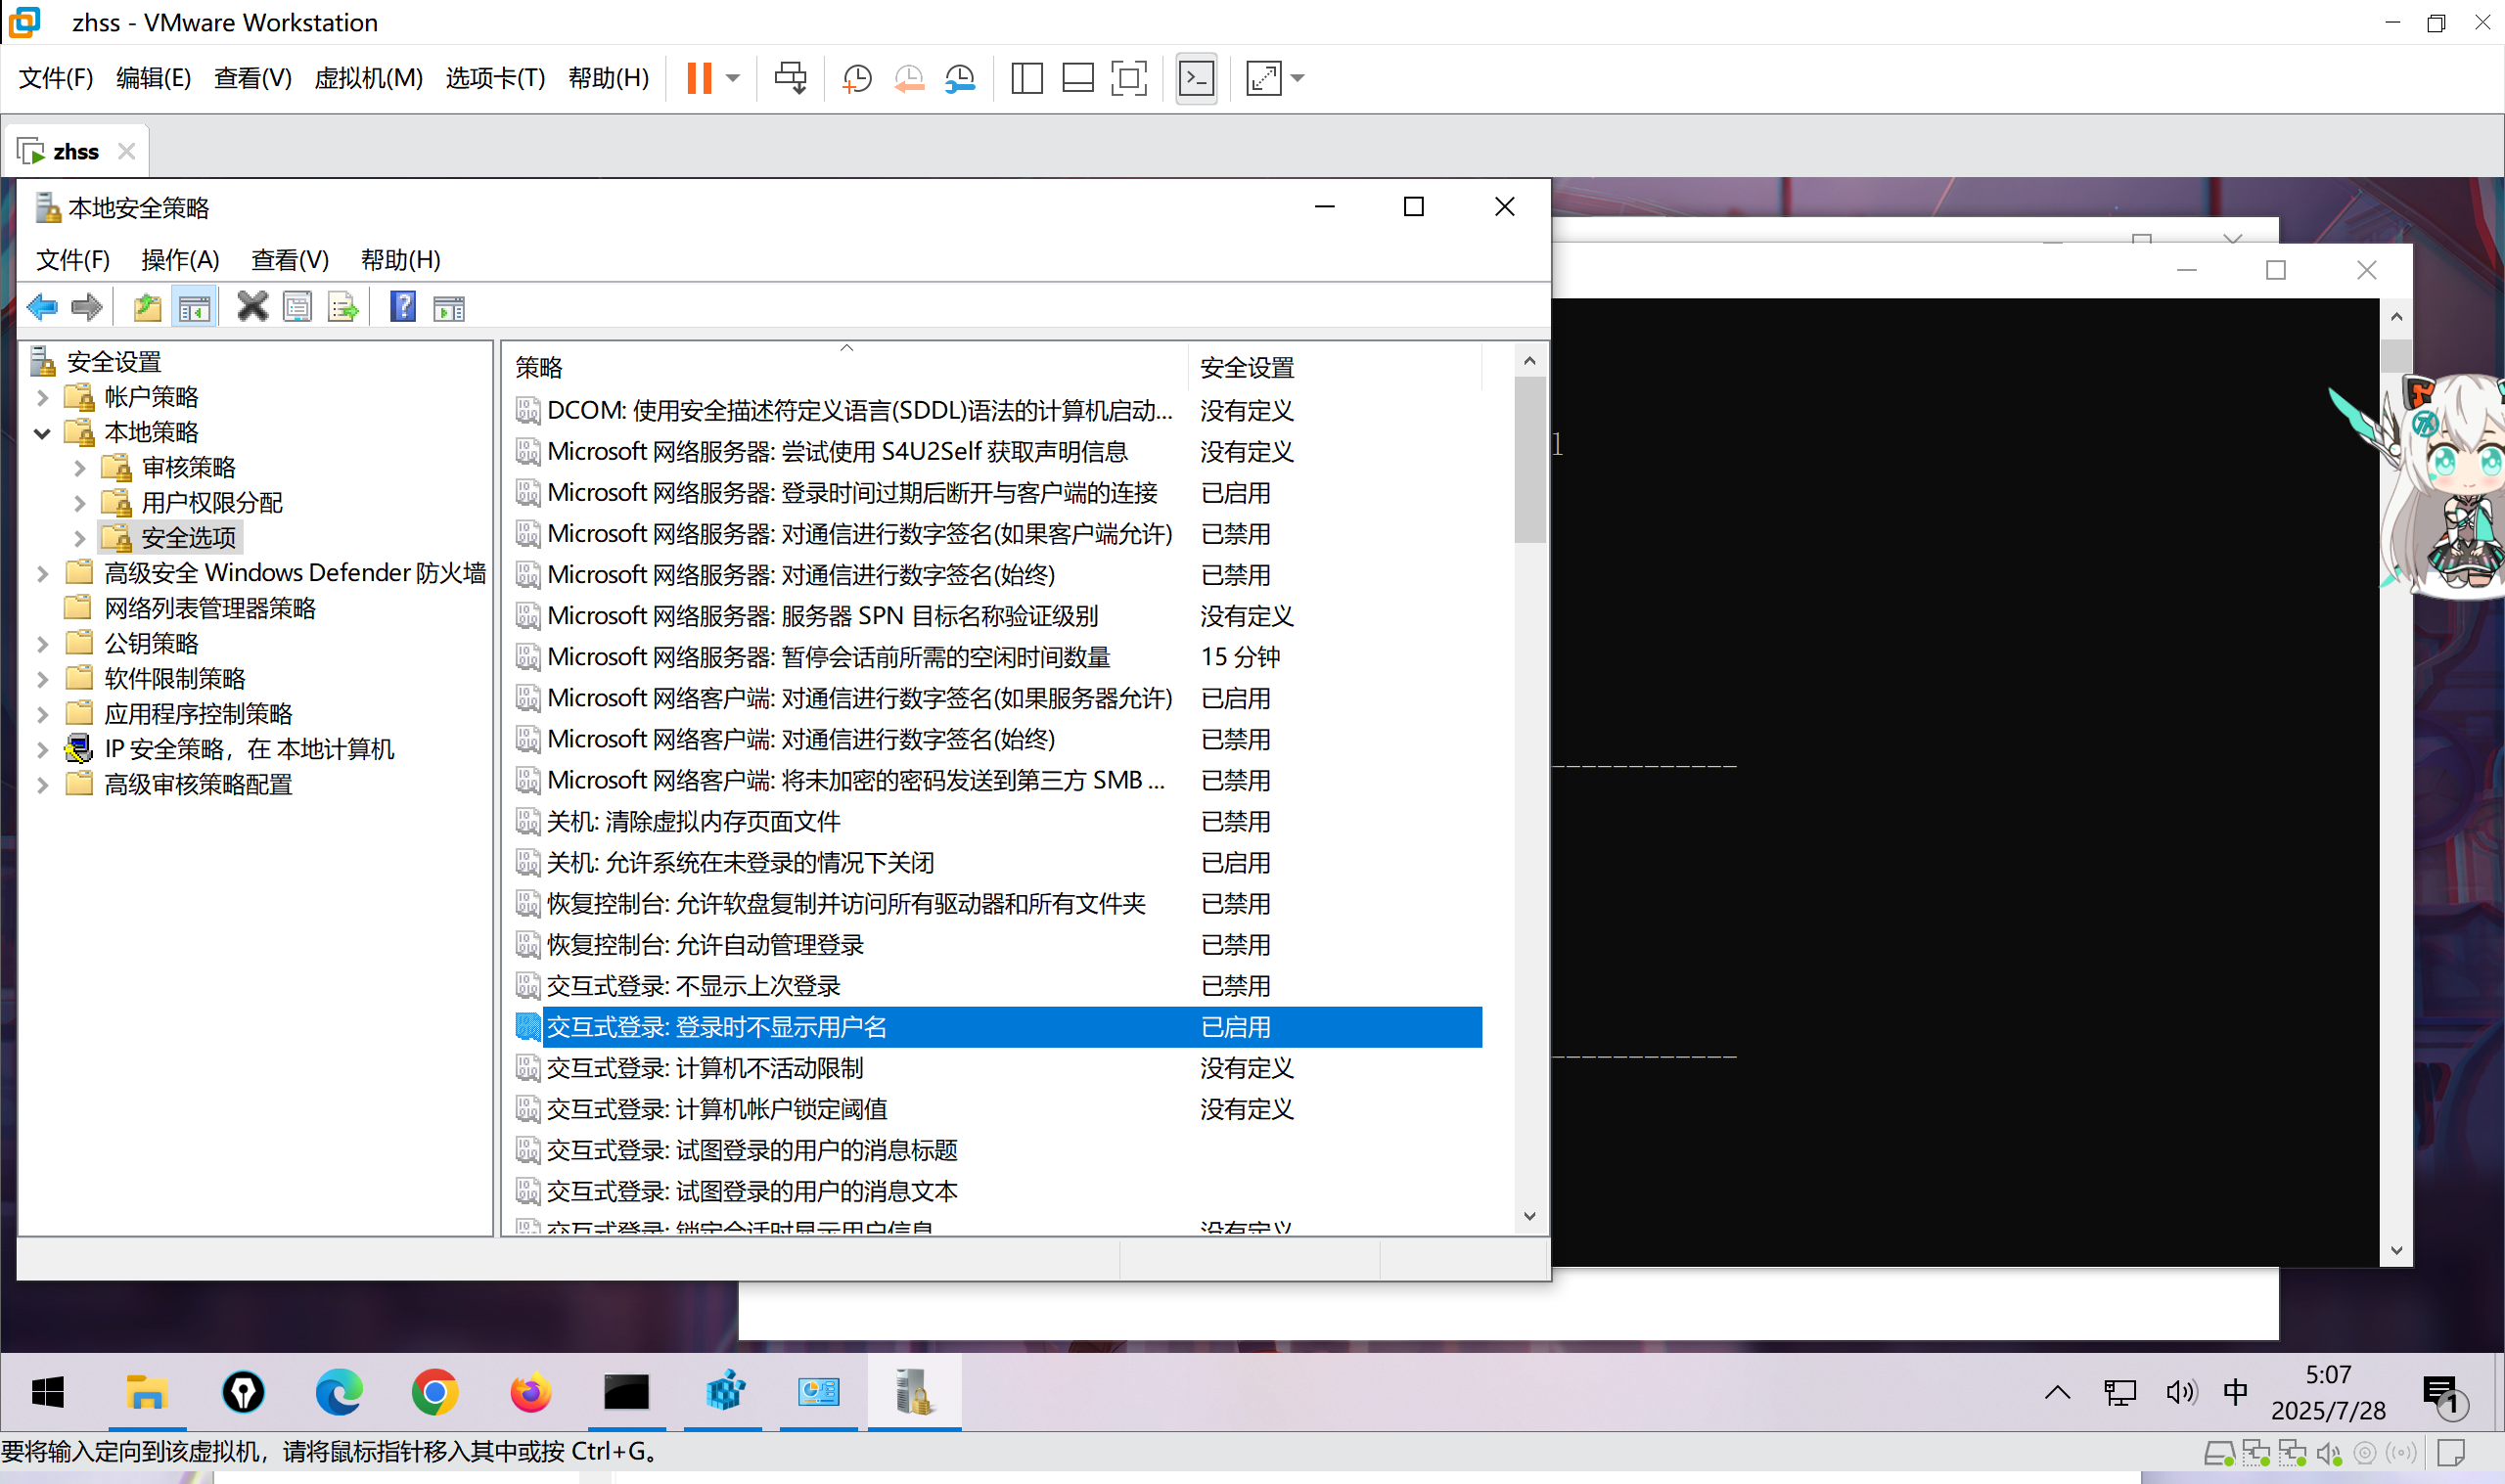 zhss - VMware Workstation
文件(F) 编辑(E) 查看(V) 虚拟机(M) 选项卡(T) 帮助(H)
zhss
本地安全策略
文件(F) 操作(A) 查看(V) 帮助(H)
安全设置
帐户策略
本地策略
审核策略
用户权限分配
安全选项
高级安全 Windows Defender 防火墙
网络列表管理器策略
公钥策略
软件限制策略
应用程序控制策略
IP 安全策略，在 本地计算机
高级审核策略配置
策略 安全设置
DCOM: 使用安全描述符定义语言(SDDL)语法的计算机启动... 没有定义
Microsoft 网络服务器: 尝试使用 S4U2Self 获取声明信息 没有定义
Microsoft 网络服务器: 登录时间过期后断开与客户端的连接 已启用
Microsoft 网络服务器: 对通信进行数字签名(如果客户端允许) 已禁用
Microsoft 网络服务器: 对通信进行数字签名(始终) 已禁用
Microsoft 网络服务器: 服务器 SPN 目标名称验证级别 没有定义
Microsoft 网络服务器: 暂停会话前所需的空闲时间数量 15 分钟
Microsoft 网络客户端: 对通信进行数字签名(如果服务器允许) 已启用
Microsoft 网络客户端: 对通信进行数字签名(始终) 已禁用
Microsoft 网络客户端: 将未加密的密码发送到第三方 SMB ... 已禁用
关机: 清除虚拟内存页面文件 已禁用
关机: 允许系统在未登录的情况下关闭 已启用
恢复控制台: 允许软盘复制并访问所有驱动器和所有文件夹 已禁用
恢复控制台: 允许自动管理登录 已禁用
交互式登录: 不显示上次登录 已禁用
交互式登录: 登录时不显示用户名 已启用
交互式登录: 计算机不活动限制 没有定义
交互式登录: 计算机帐户锁定阈值 没有定义
交互式登录: 试图登录的用户的消息标题
交互式登录: 试图登录的用户的消息文本
交互式登录: 锁定会话时显示用户信息 没有定义
l
-------------
-------------
中
5:07
2025/7/28
1
要将输入定向到该虚拟机，请将鼠标指针移入其中或按 Ctrl+G。